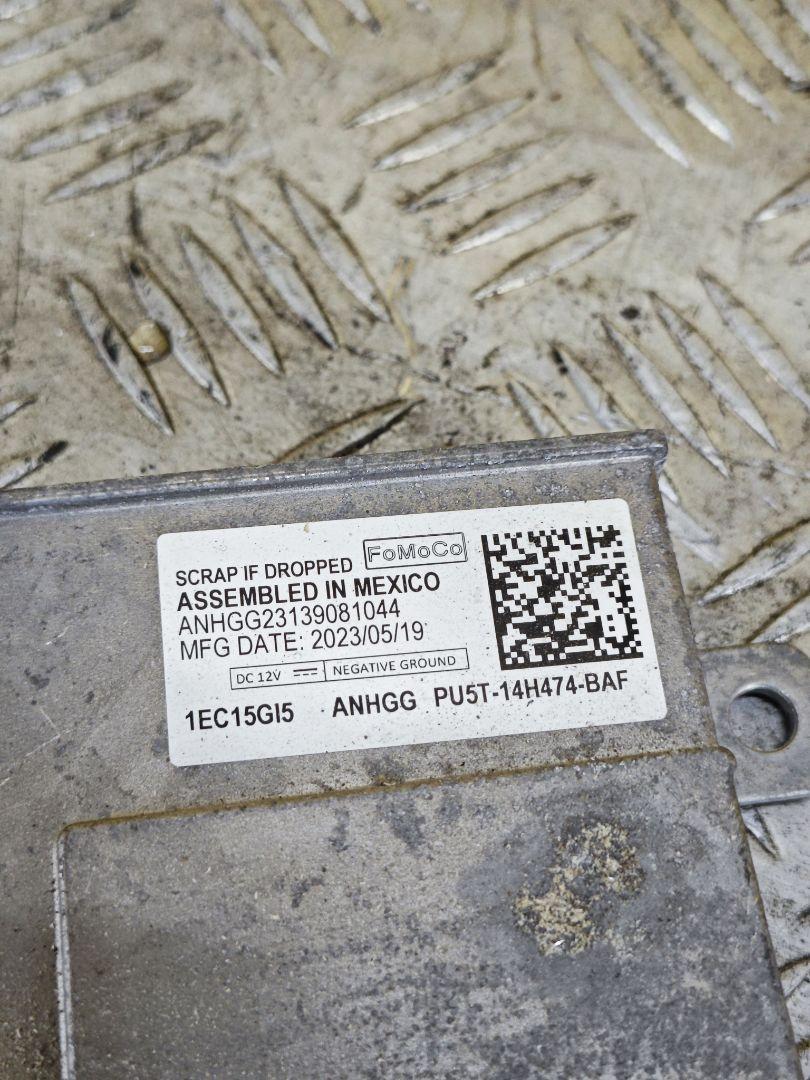 SCRAP IF DROPPED FoMoCo
ASSEMBLED IN MEXICO
ANHGG23139081044
MFG DATE: 2023/05/19
DC 12V NEGATIVE GROUND
1EC15GI5 ANHGG PU5T-14H474-BAF